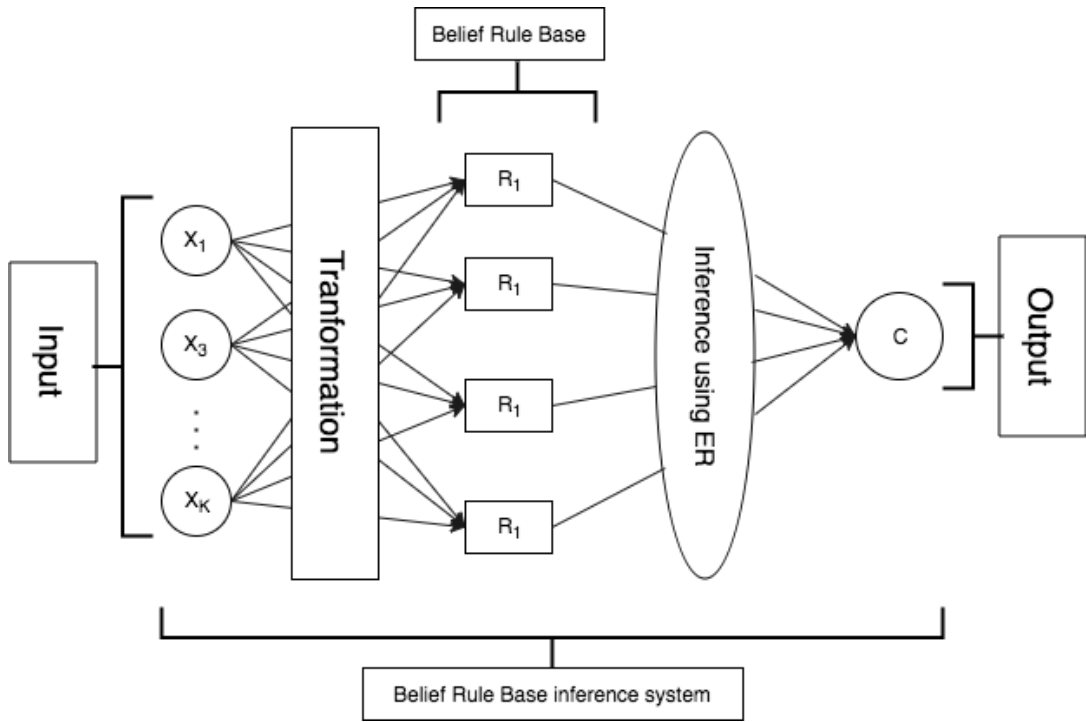 Belief Rule Base
Input
X1
X3
XK
Tranformation
R1
R1
R1
R1
Inference using ER
C
Output
Belief Rule Base inference system